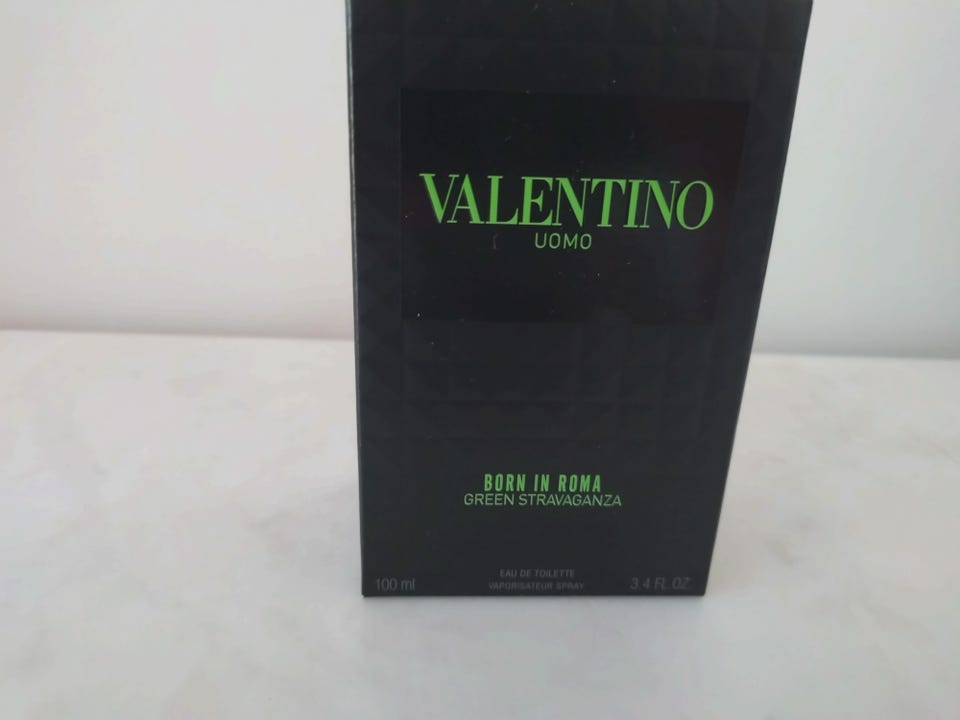 VALENTINO
UOMO
BORN IN ROMA
GREEN STRAVAGANZA
EAU DE TOILETTE
100 ml VAPORISATEUR SPRAY 3.4 FL.OZ